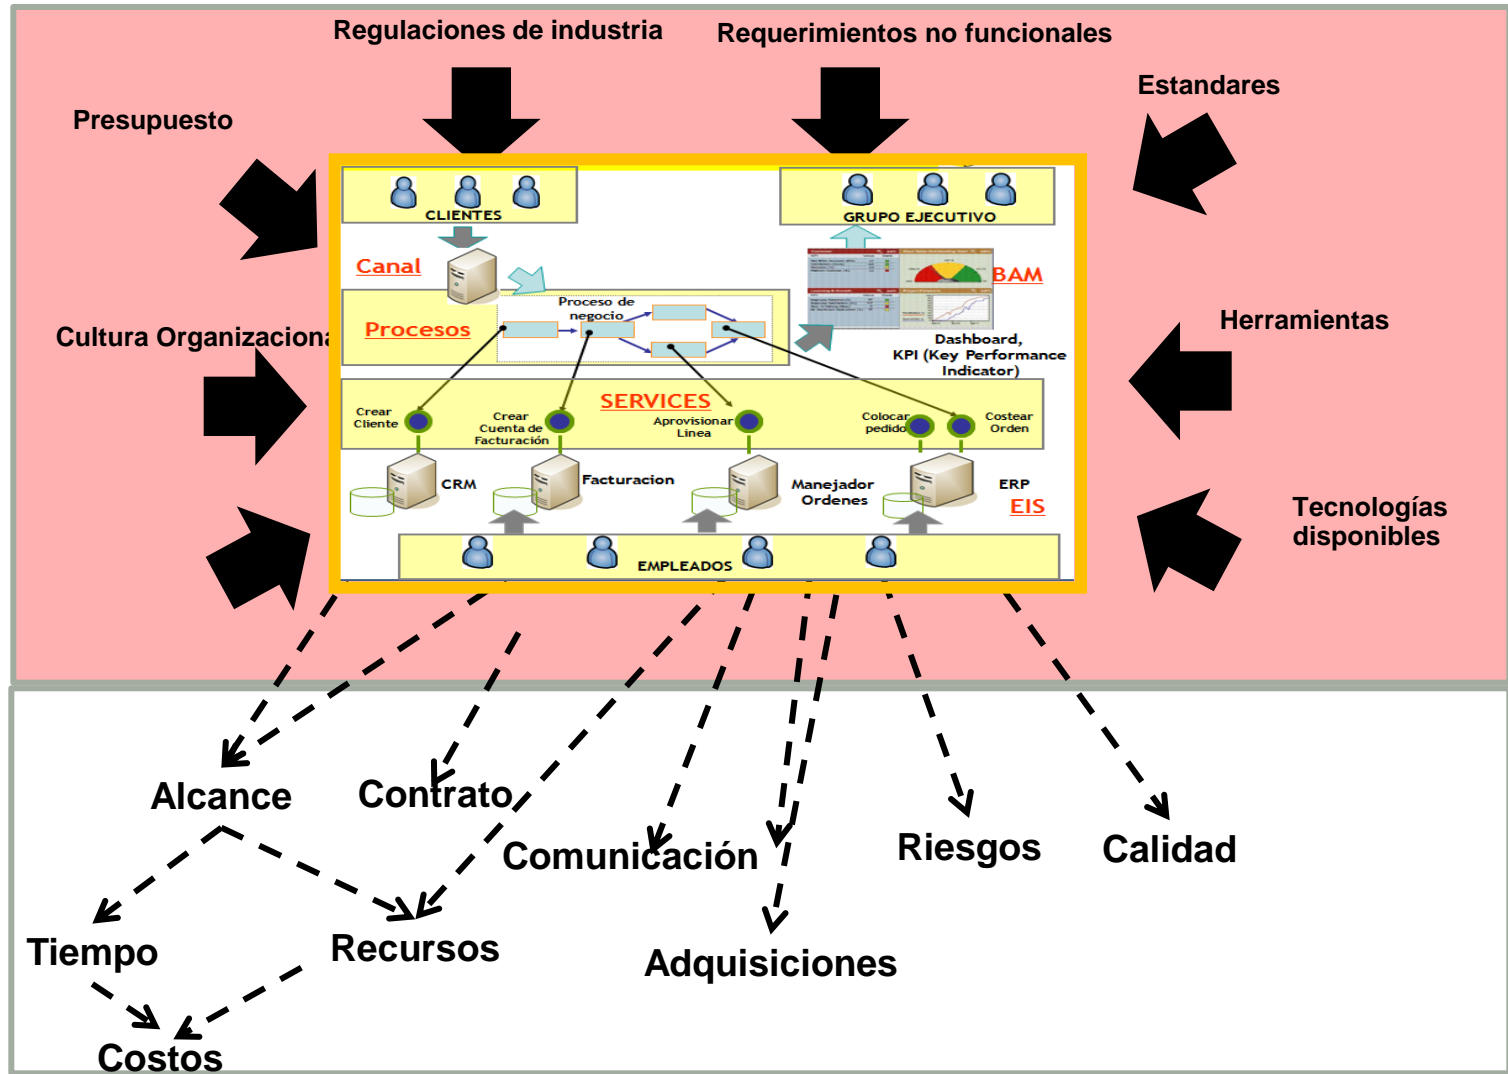 Regulaciones de industria
Requerimientos no funcionales
Estandares
Presupuesto
CLIENTES
GRUPO EJECUTIVO
Canal
BAM
Proceso de
negocio
Procesos
Cultura Organizaciona
Herramientas
Dashboard,
KPI (Key Performance
Indicator)
SERVICES
Crear
Cliente
Crear
Cuenta de
Facturación
Aprovisionar
Linea
Colocar
pedido
Costear
Orden
CRM
Facturacion
Manejador
Ordenes
ERP
EIS
Tecnologías
disponibles
EMPLEADOS
Alcance
Contrato
Comunicación
Riesgos
Calidad
Tiempo
Recursos
Adquisiciones
Costos